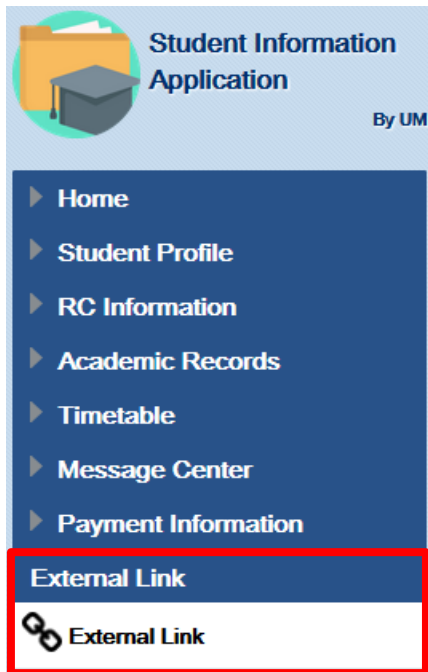 Student Information
Application
By UM
Home
Student Profile
RC Information
Academic Records
Timetable
Message Center
Payment Information
External Link
External Link